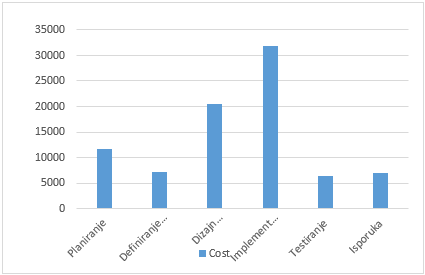 35000
30000
25000
20000
15000
10000
5000
0
Planiranje
Definiranje...
Dizajn...
Implement...
Testiranje
Isporuka
Cost